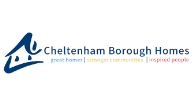 Cheltenham Borough Homes
great homes | stronger communities | inspired people